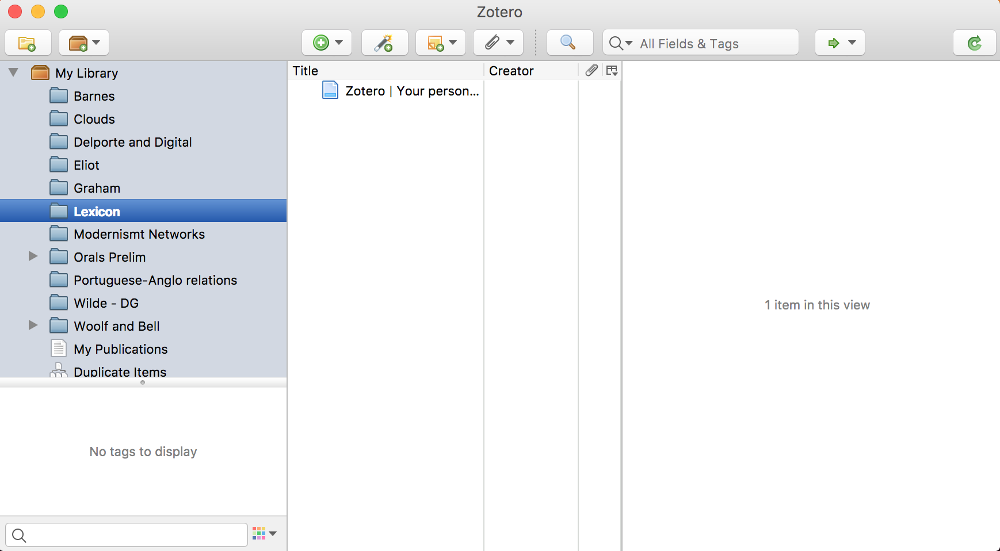 Zotero
All Fields & Tags
My Library
Barnes
Clouds
Delporte and Digital
Eliot
Graham
Lexicon
Modernismt Networks
Orals Prelim
Portuguese-Anglo relations
Wilde - DG
Woolf and Bell
My Publications
Duplicate Items
No tags to display
Title Creator
Zotero | Your person...
1 item in this view